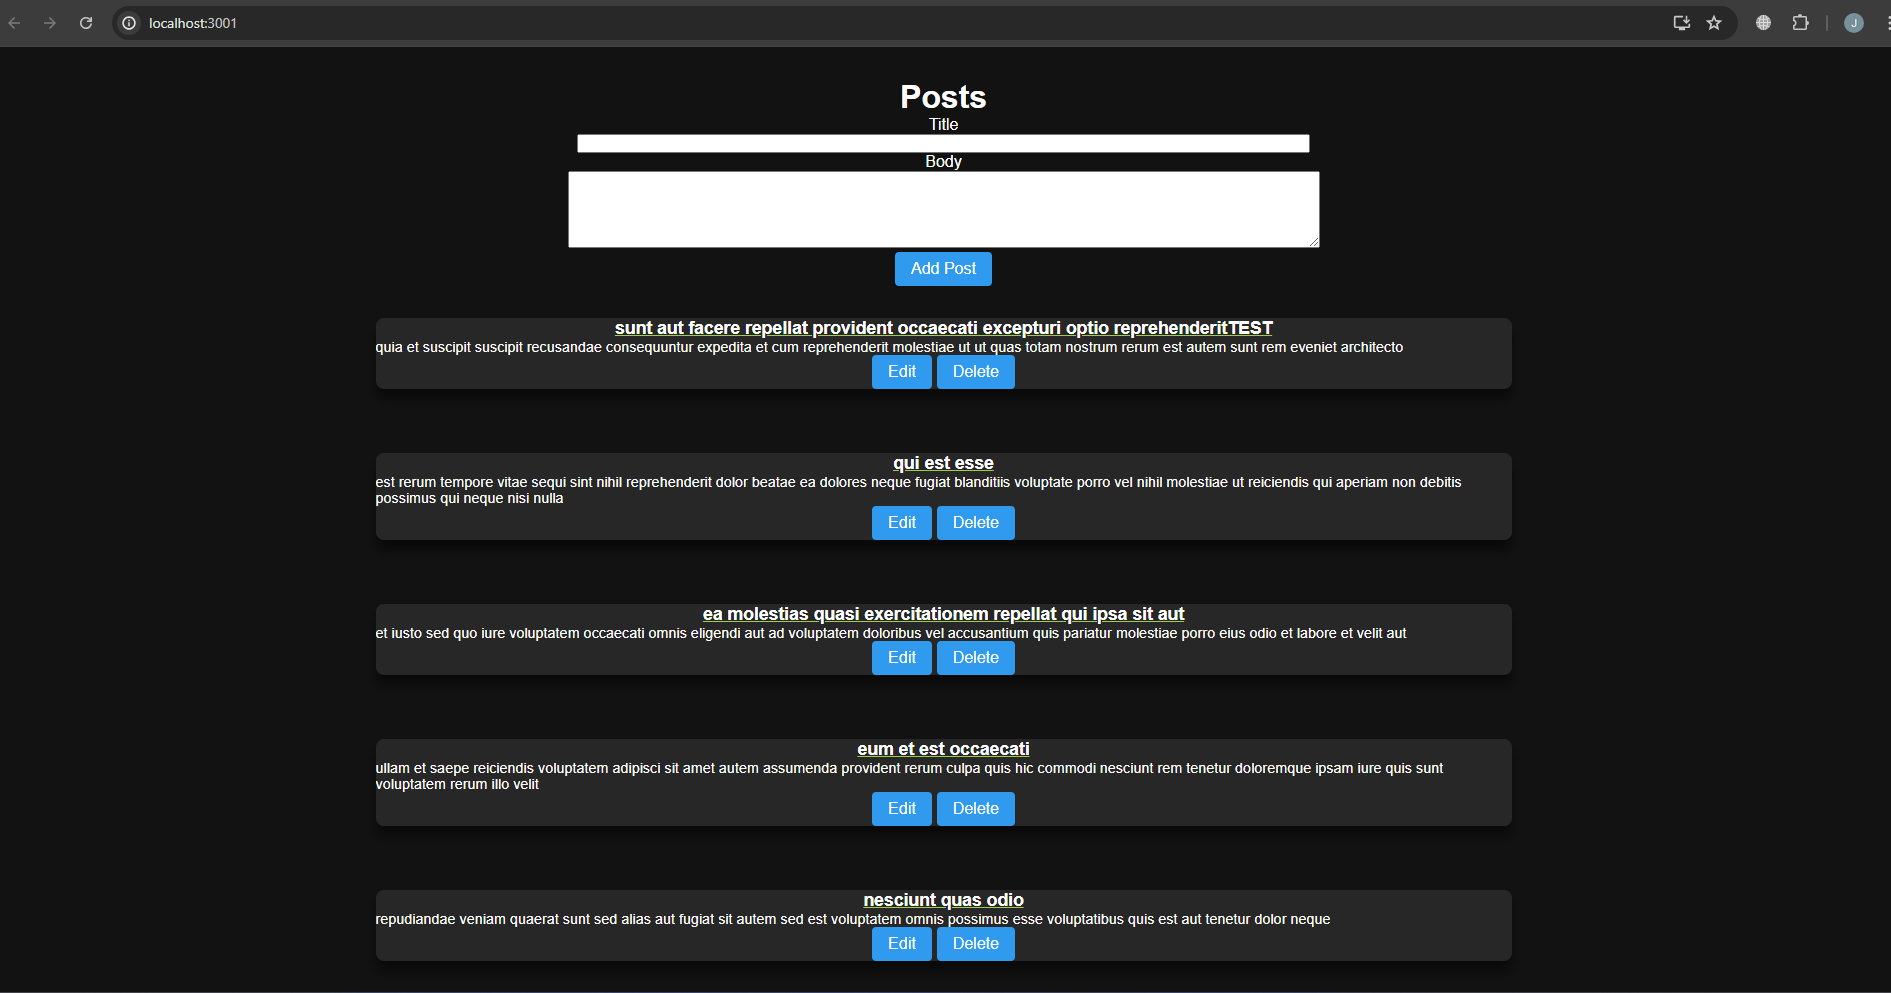 localhost:3001
J
Posts
Title
Body
Add Post
sunt aut facere repellat provident occaecati excepturi optio reprehenderitTEST
quia et suscipit suscipit recusandae consequuntur expedita et cum reprehenderit molestiae ut ut quas totam nostrum rerum est autem sunt rem eveniet architecto
Edit Delete
qui est esse
est rerum tempore vitae sequi sint nihil reprehenderit dolor beatae ea dolores neque fugiat blanditiis voluptate porro vel nihil molestiae ut reiciendis qui aperiam non debitis
possimus qui neque nisi nulla
Edit Delete
ea molestias quasi exercitationem repellat qui ipsa sit aut
et iusto sed quo iure voluptatem occaecati omnis eligendi aut ad voluptatem doloribus vel accusantium quis pariatur molestiae porro eius odio et labore et velit aut
Edit Delete
eum et est occaecati
ullam et saepe reiciendis voluptatem adipisci sit amet autem assumenda provident rerum culpa quis hic commodi nesciunt rem tenetur doloremque ipsam iure quis sunt
voluptatem rerum illo velit
Edit Delete
nesciunt quas odio
repudiandae veniam quaerat sunt sed alias aut fugiat sit autem sed est voluptatem omnis possimus esse voluptatibus quis est aut tenetur dolor neque
Edit Delete